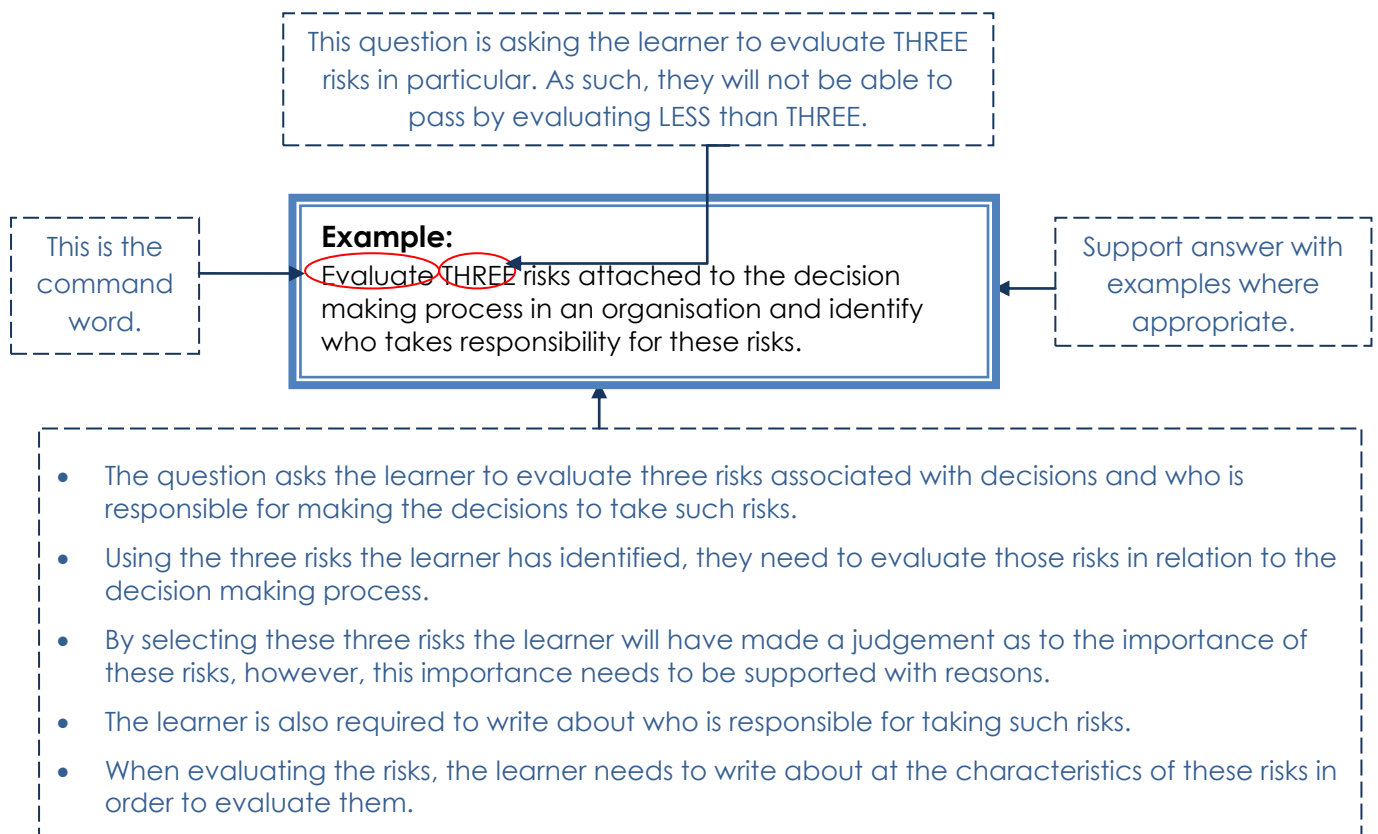 This question is asking the learner to evaluate THREE
risks in particular. As such, they will not be able to
pass by evaluating LESS than THREE.
This is the
command
word.
Example:
Evaluate THREE risks attached to the decision
making process in an organisation and identify
who takes responsibility for these risks.
Support answer with
examples where
appropriate.
• The question asks the learner to evaluate three risks associated with decisions and who is
responsible for making the decisions to take such risks.
• Using the three risks the learner has identified, they need to evaluate those risks in relation to the
decision making process.
• By selecting these three risks the learner will have made a judgement as to the importance of
these risks, however, this importance needs to be supported with reasons.
• The learner is also required to write about who is responsible for taking such risks.
• When evaluating the risks, the learner needs to write about at the characteristics of these risks in
order to evaluate them.